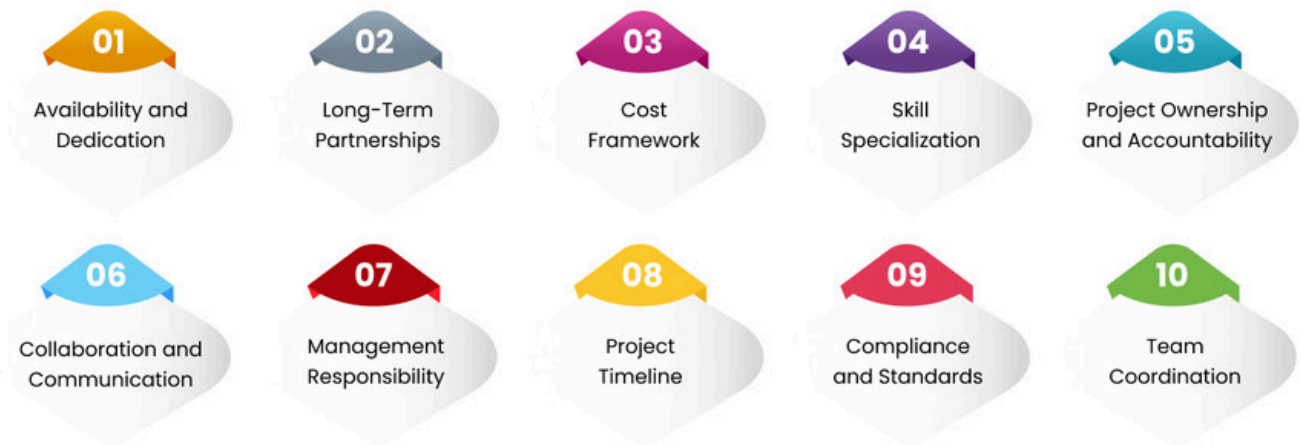 01
Availability and
Dedication
02
Long-Term
Partnerships
03
Cost
Framework
04
Skill
Specialization
05
Project Ownership
and Accountability
06
Collaboration and
Communication
07
Management
Responsibility
08
Project
Timeline
09
Compliance
and Standards
10
Team
Coordination